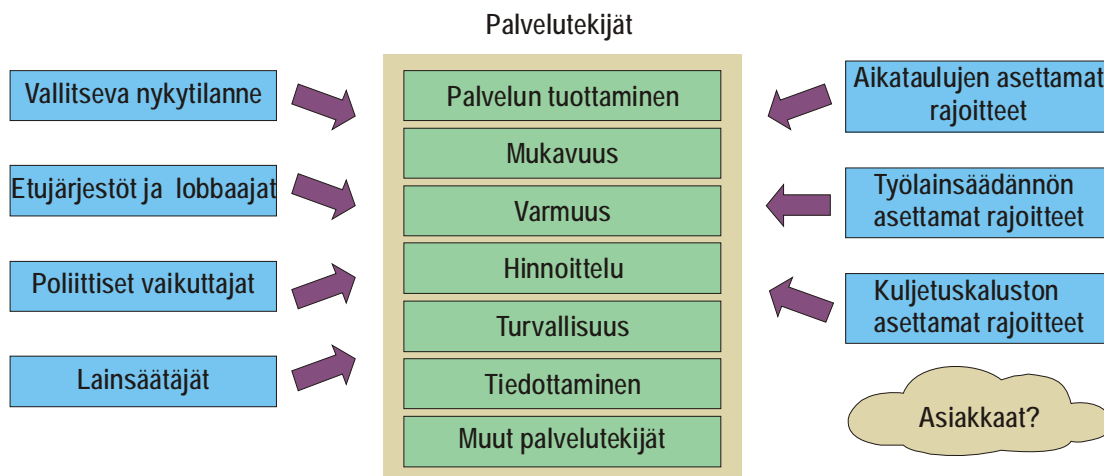 Palvelutekijät
Vallitseva nykytilanne
Etujärjestöt ja lobbaajat
Poliittiset vaikuttajat
Lainsäätäjät
Palvelun tuottaminen
Mukavuus
Varmuus
Hinnoittelu
Turvallisuus
Tiedottaminen
Muut palvelutekijät
Aikataulujen asettamat
rajoitteet
Työlainsäädännön
asettamat rajoitteet
Kuljetuskaluston
asettamat rajoitteet
Asiakkaat?